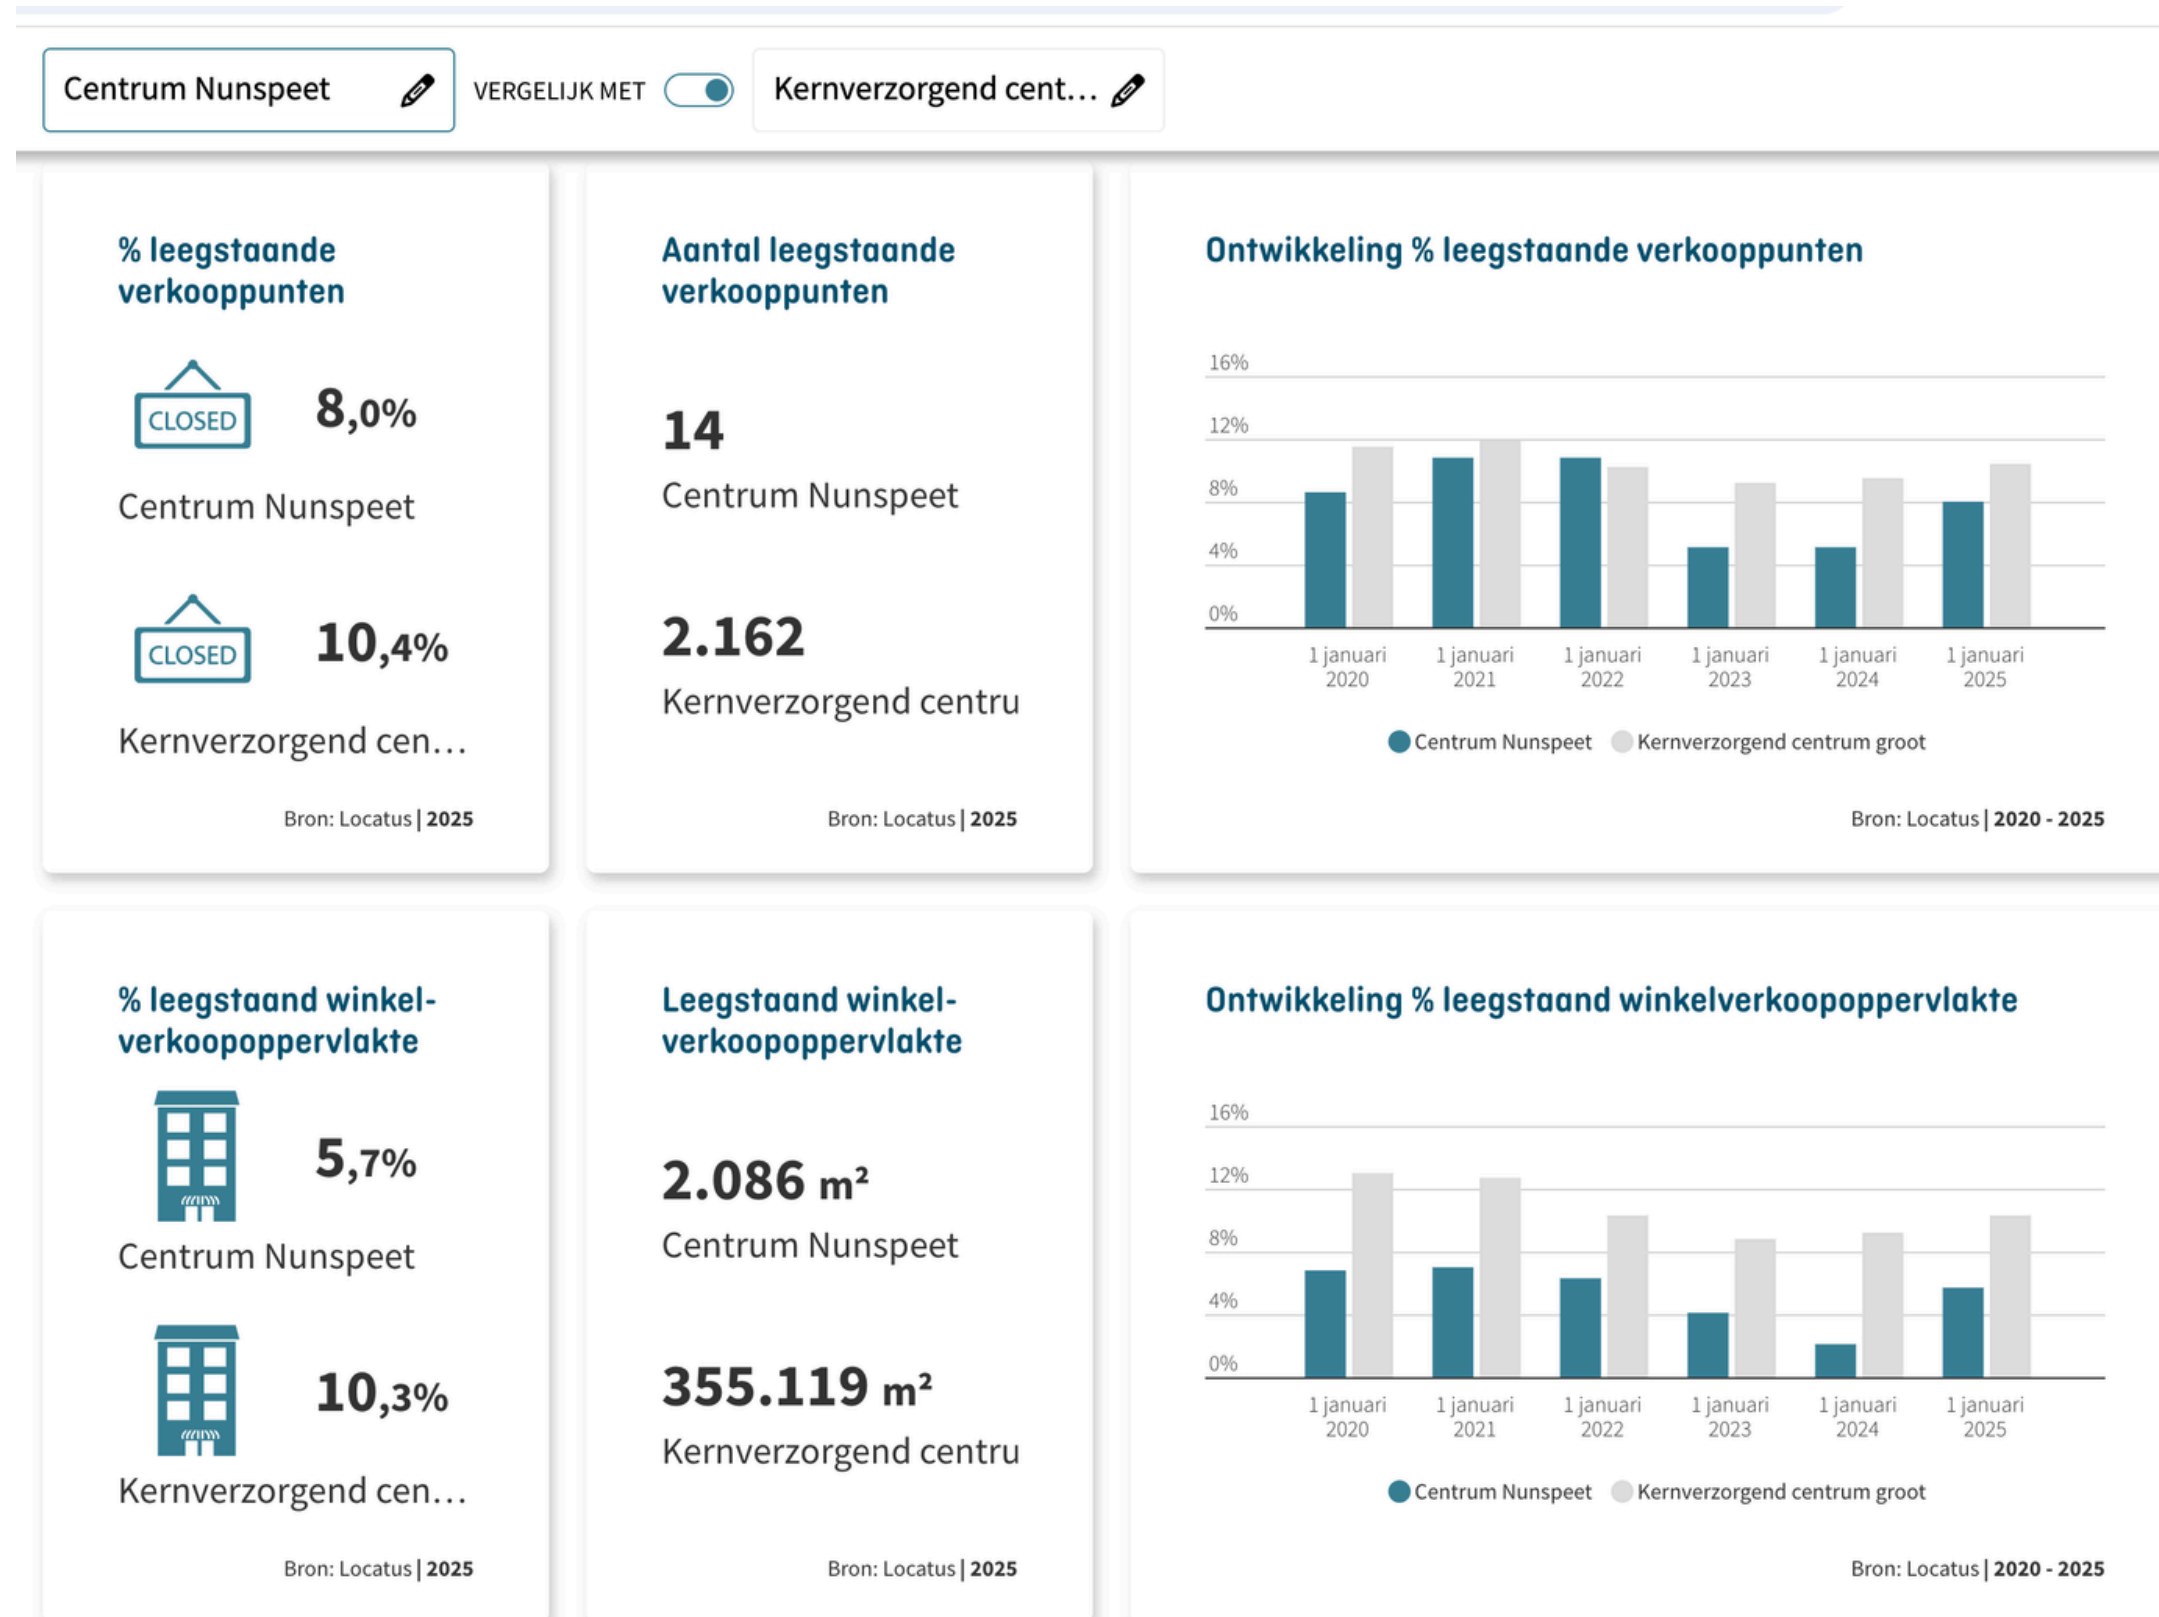 Centrum Nunspeet
VERGELIJK MET
Kernverzorgend cent...
% leegstaande
verkooppunten
CLOSED
8,0%
Centrum Nunspeet
CLOSED
10,4%
Kernverzorgend cen...
Bron: Locatus | 2025
Aantal leegstaande
verkooppunten
14
Centrum Nunspeet
2.162
Kernverzorgend centru
Bron: Locatus | 2025
Ontwikkeling % leegstaande verkooppunten
16%
12%
8%
4%
0%
1 januari 1 januari 1 januari 1 januari 1 januari 1 januari
2020 2021 2022 2023 2024 2025
Centrum Nunspeet Kernverzorgend centrum groot
Bron: Locatus | 2020 - 2025
% leegstaand winkel-
verkoopoppervlakte
5,7%
Centrum Nunspeet
10,3%
Kernverzorgend cen...
Bron: Locatus | 2025
Leegstaand winkel-
verkoopoppervlakte
2.086 m²
Centrum Nunspeet
355.119 m²
Kernverzorgend centru
Bron: Locatus | 2025
Ontwikkeling % leegstaand winkelverkoopoppervlakte
16%
12%
8%
4%
0%
1 januari 1 januari 1 januari 1 januari 1 januari 1 januari
2020 2021 2022 2023 2024 2025
Centrum Nunspeet Kernverzorgend centrum groot
Bron: Locatus | 2020 - 2025